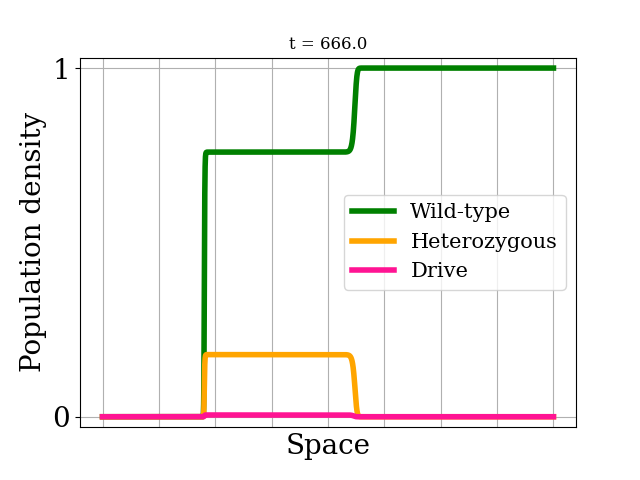 t = 666.0
1
Population density
Wild-type
Heterozygous
Drive
0
Space